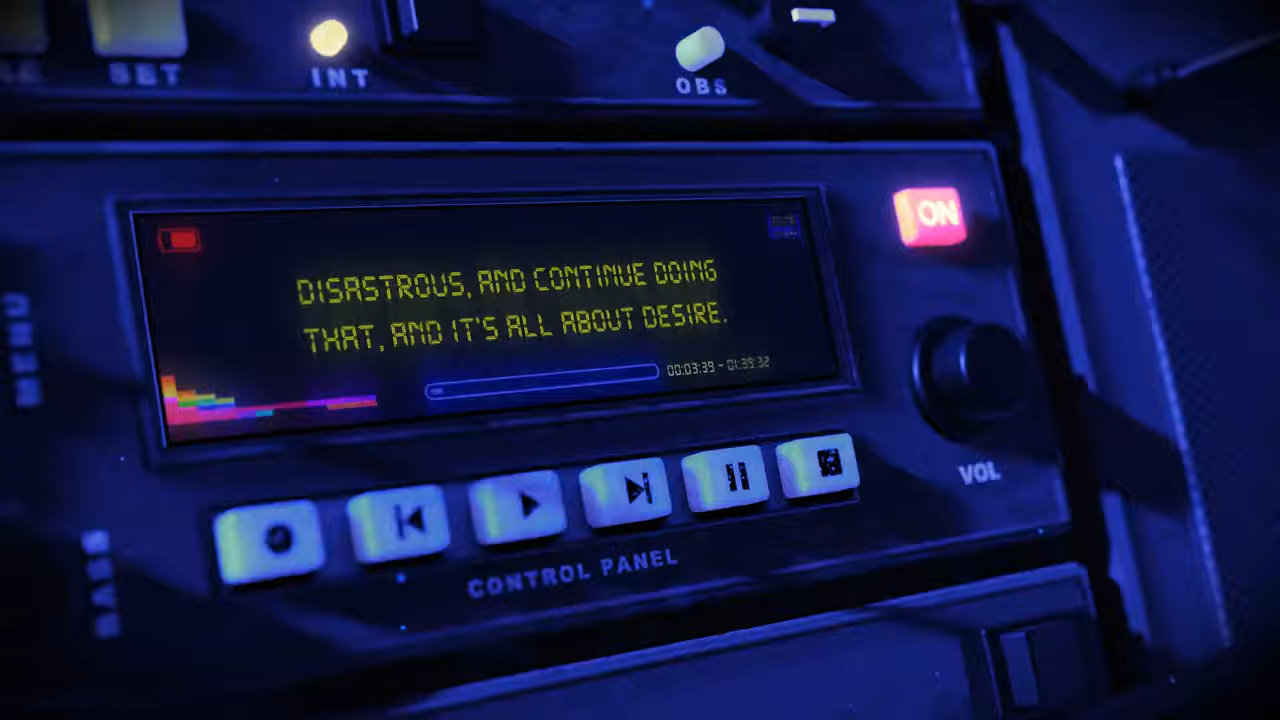 SET
INT
OBS
ON
DISASTROUS, AND CONTINUE DOING
THAT, AND IT'S ALL ABOUT DESIRE.
00:03:39 - 01:39:32
MENU
VOL
SAVE
CONTROL PANEL